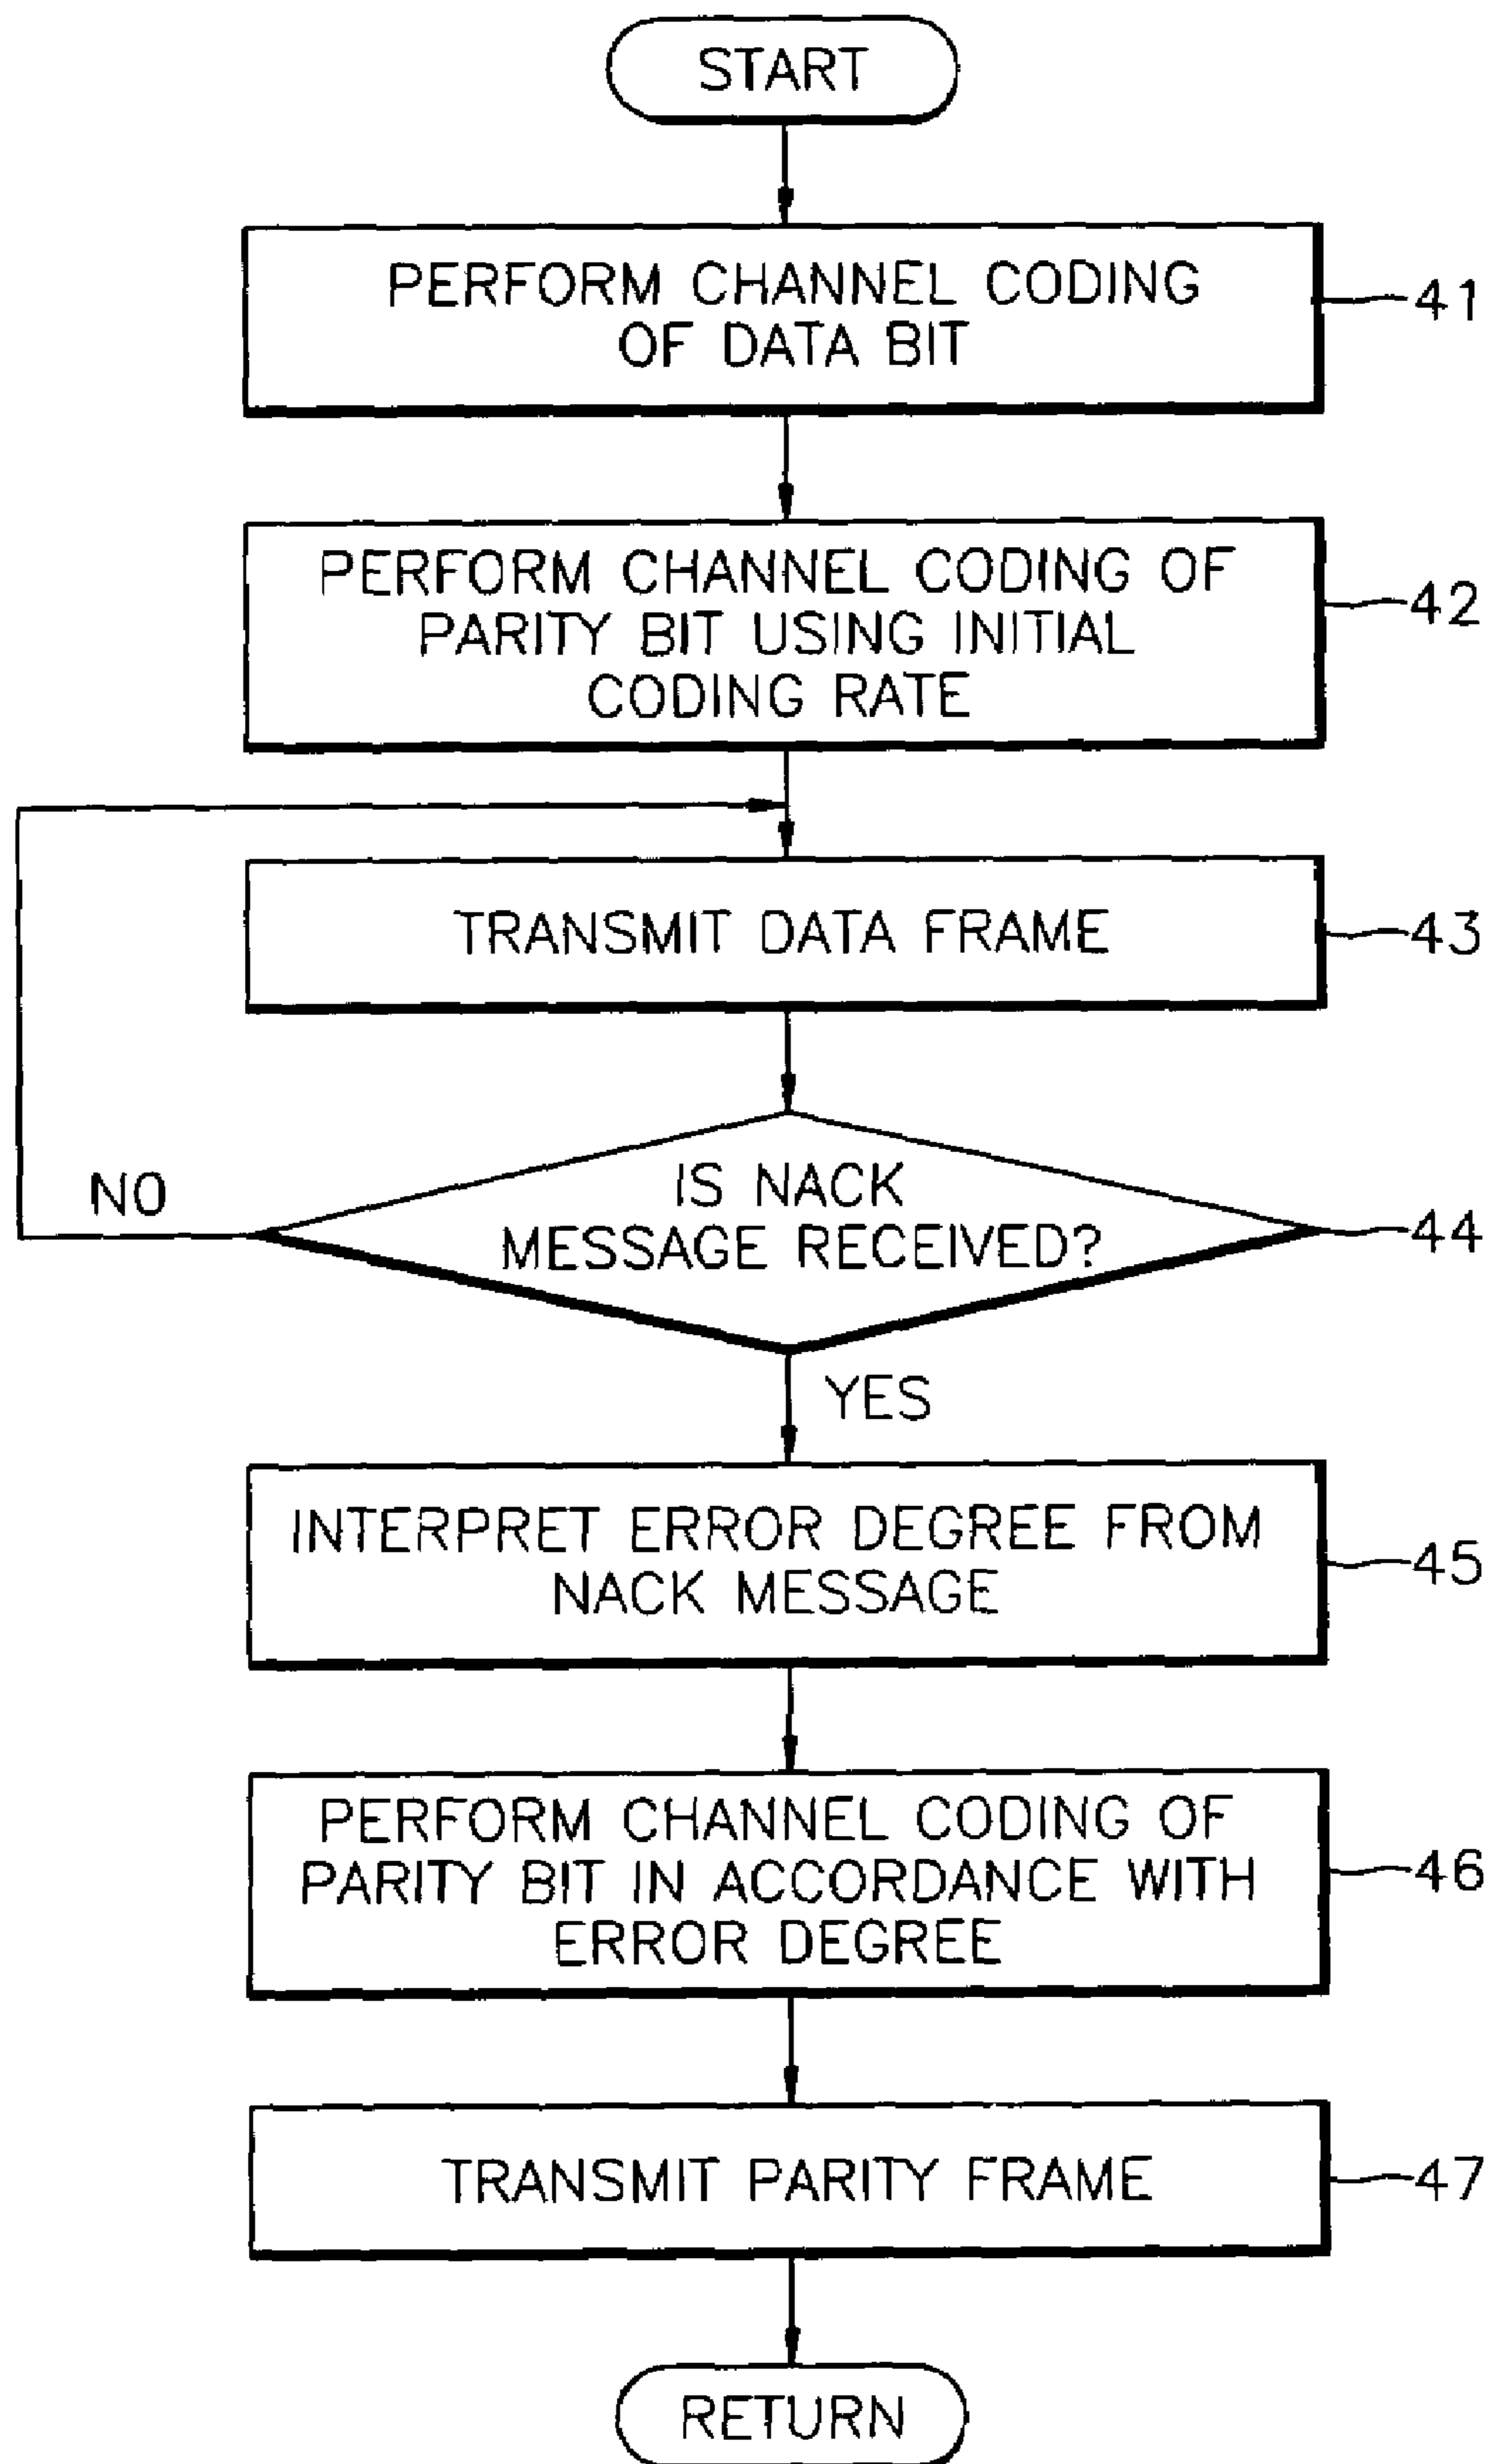 START
PERFORM CHANNEL CODING
OF DATA BIT
41
PERFORM CHANNEL CODING OF
PARITY BIT USING INITIAL
CODING RATE
42
TRANSMIT DATA FRAME
43
IS NACK
MESSAGE RECEIVED?
44
NO
YES
INTERPRET ERROR DEGREE FROM
NACK MESSAGE
45
PERFORM CHANNEL CODING OF
PARITY BIT IN ACCORDANCE WITH
ERROR DEGREE
46
TRANSMIT PARITY FRAME
47
RETURN